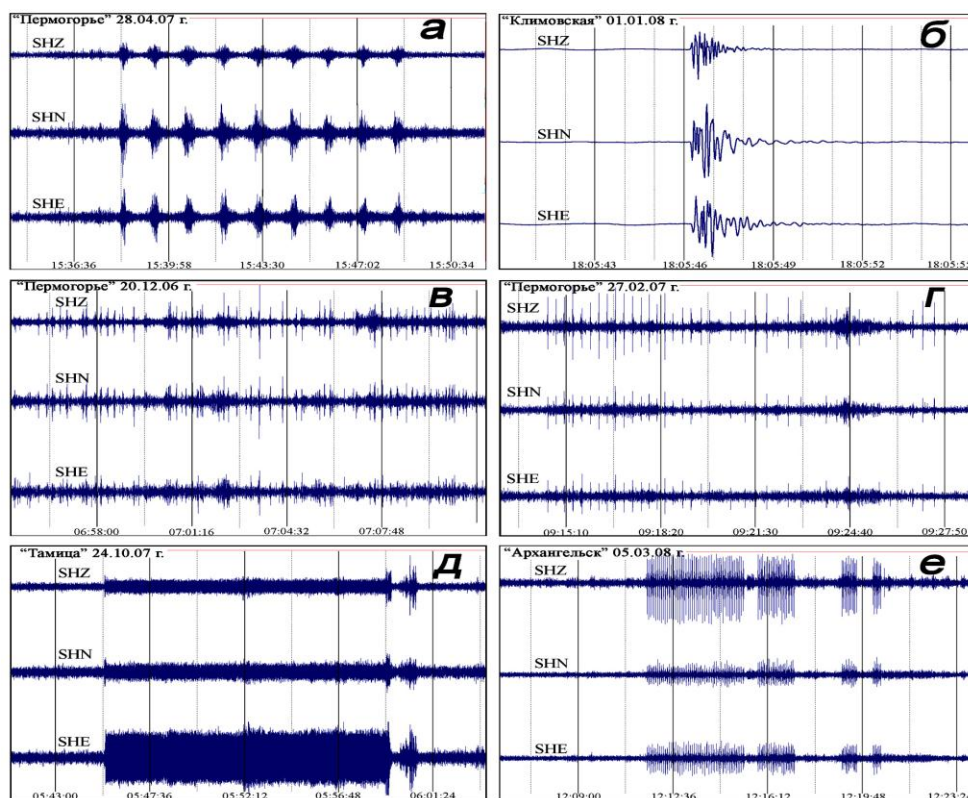 "Пермогорье" 28.04.07 г.
а
SHZ
SHN
SHE
15:36:36 15:39:58 15:43:30 15:47:02 15:50:34
"Климовская" 01.01.08 г.
б
SHZ
SHN
SHE
18:05:43 18:05:46 18:05:49 18:05:52 18:05:55
"Пермогорье" 20.12.06 г.
в
SHZ
SHN
SHE
06:58:00 07:01:16 07:04:32 07:07:48
"Пермогорье" 27.02.07 г.
г
SHZ
SHN
SHE
09:15:10 09:18:20 09:21:30 09:24:40 09:27:50
"Тамица" 24.10.07 г.
д
SHZ
SHN
SHE
05:43:00 05:47:36 05:52:12 05:56:48 06:01:24
"Архангельск" 05.03.08 г.
е
SHZ
SHN
SHE
12:09:00 12:12:36 12:16:12 12:19:48 12:23:24